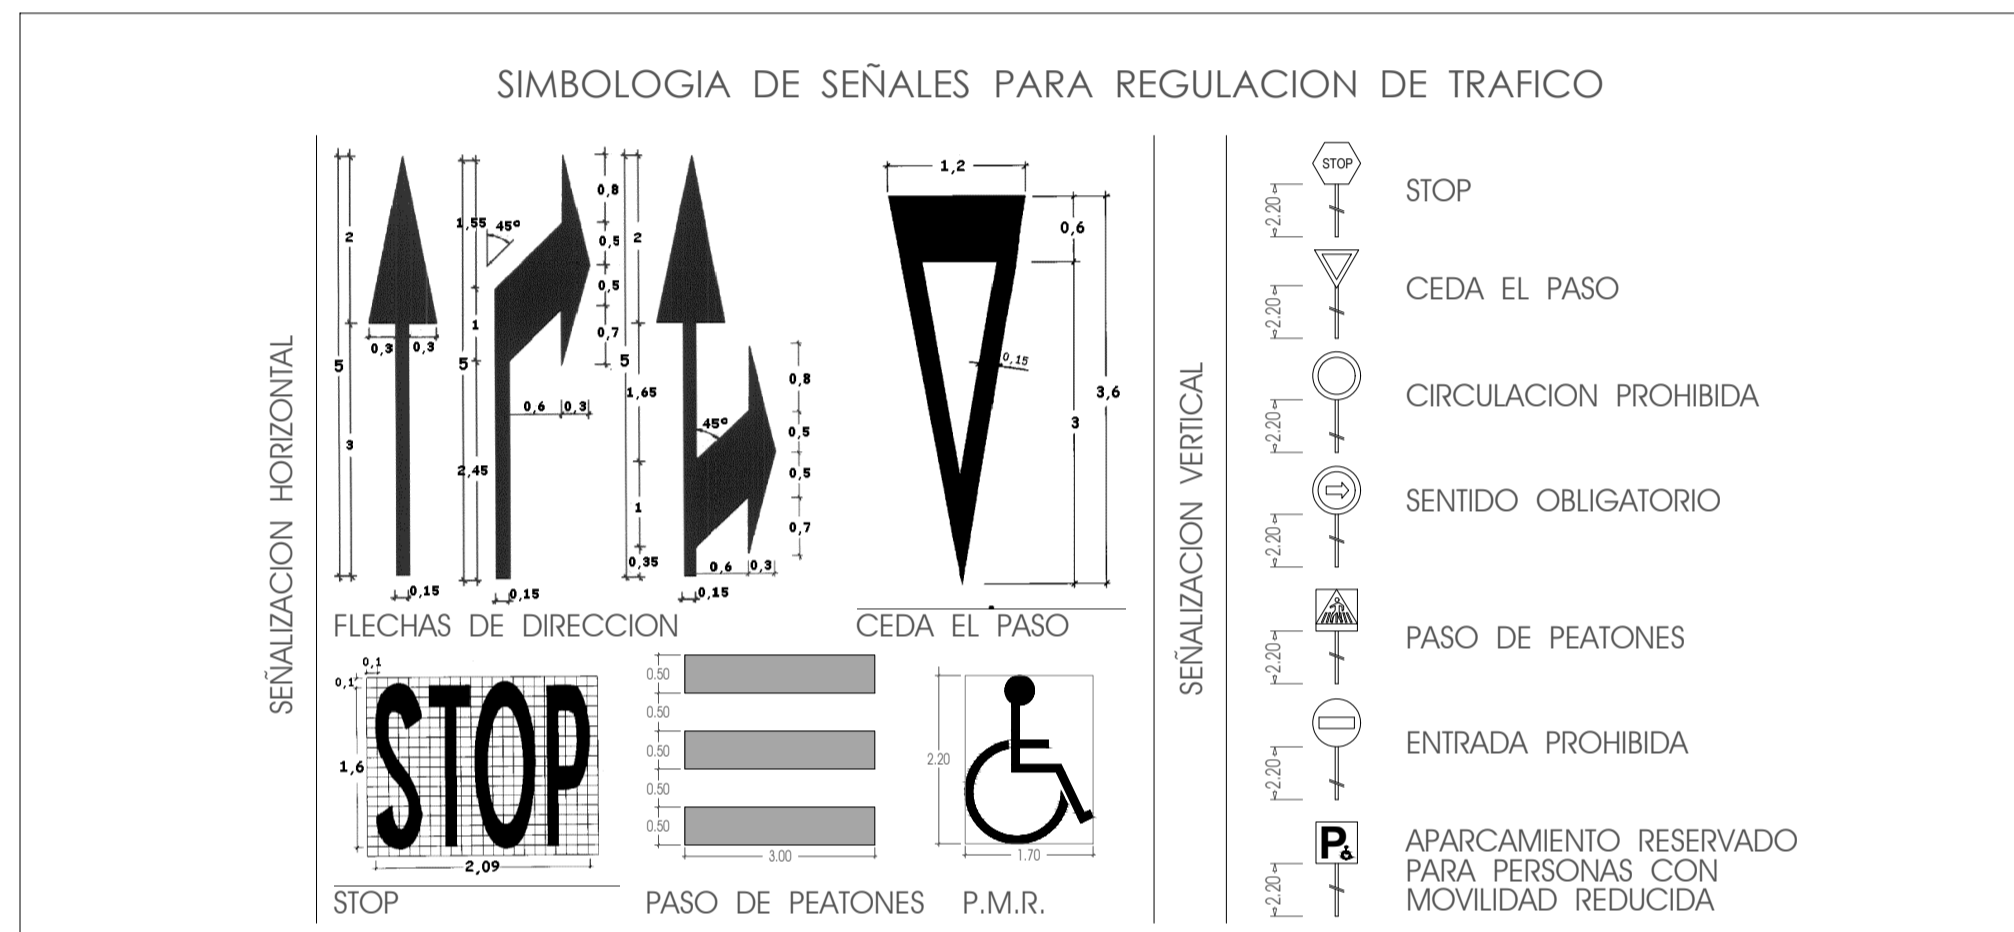 SIMBOLOGIA DE SEÑALES PARA REGULACION DE TRAFICO
SEÑALIZACION HORIZONTAL
2
5
3
0,3
0,3
0,15
1,55
45º
1
5
2,45
0,6
0,3
0,15
0,8
0,5
0,5
0,7
2
5
1,65
1
0,35
45º
0,6
0,3
0,15
0,8
0,5
0,5
0,7
FLECHAS DE DIRECCION
1,2
0,6
0,15
3,6
3
CEDA EL PASO
0,1
0,1
1,6
STOP
2,09
STOP
0.50
0.50
0.50
0.50
0.50
3.00
PASO DE PEATONES
2.20
1.70
P.M.R.
SEÑALIZACION VERTICAL
STOP
2.20
STOP
2.20
CEDA EL PASO
2.20
CIRCULACION PROHIBIDA
2.20
SENTIDO OBLIGATORIO
2.20
PASO DE PEATONES
2.20
ENTRADA PROHIBIDA
P
2.20
APARCAMIENTO RESERVADO
PARA PERSONAS CON
MOVILIDAD REDUCIDA